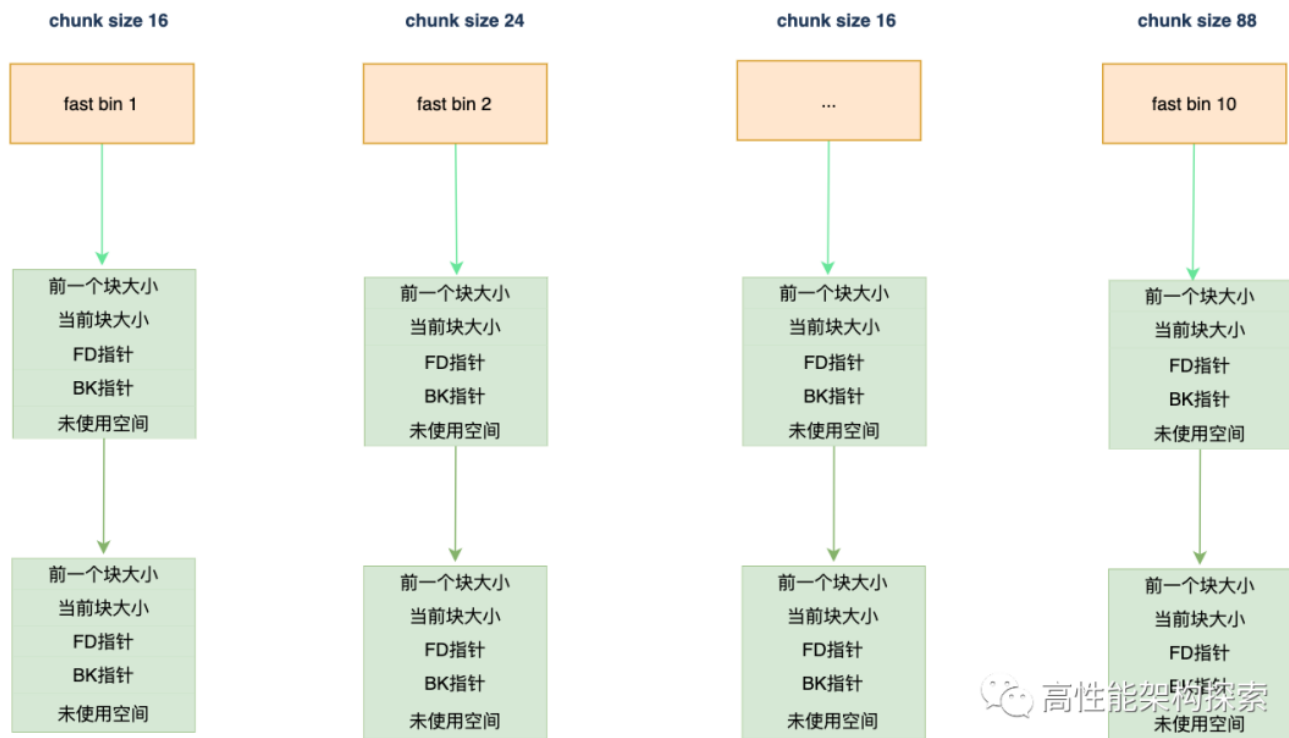 chunk size 16
chunk size 24
chunk size 16
chunk size 88
fast bin 1
fast bin 2
...
fast bin 10
前一个块大小
当前块大小
FD指针
BK指针
未使用空间
前一个块大小
当前块大小
FD指针
BK指针
未使用空间
前一个块大小
当前块大小
FD指针
BK指针
未使用空间
前一个块大小
当前块大小
FD指针
BK指针
未使用空间
前一个块大小
当前块大小
FD指针
BK指针
未使用空间
前一个块大小
当前块大小
FD指针
BK指针
未使用空间
前一个块大小
当前块大小
FD指针
BK指针
未使用空间
前一个块大小
当前块大小
FD指针
BK指针
未使用空间
高性能架构探索